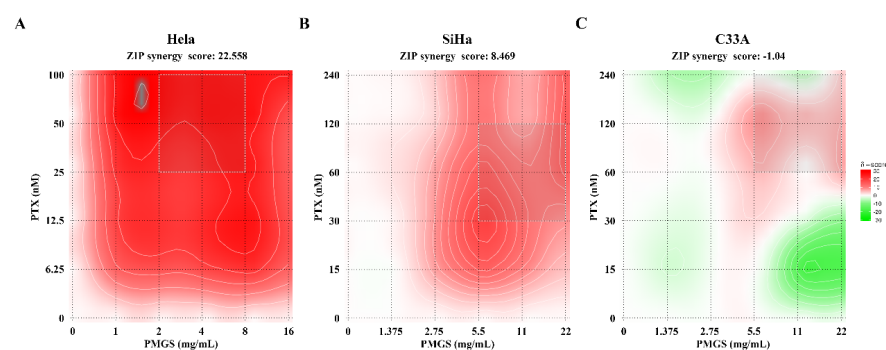 A
Hela
ZIP synergy score: 22.558
PTX (nM)
100
50
25
12.5
6.25
0
0 1 2 4 8 16
PMGS (mg/mL)
B
SiHa
ZIP synergy score: 8.469
PTX (nM)
240
120
60
30
15
0
0 1.375 2.75 5.5 11 22
PMGS (mg/mL)
C
C33A
ZIP synergy score: -1.04
PTX (nM)
240
120
60
30
15
0
0 1.375 2.75 5.5 11 22
PMGS (mg/mL)
30
20
0
-10
-20
-30